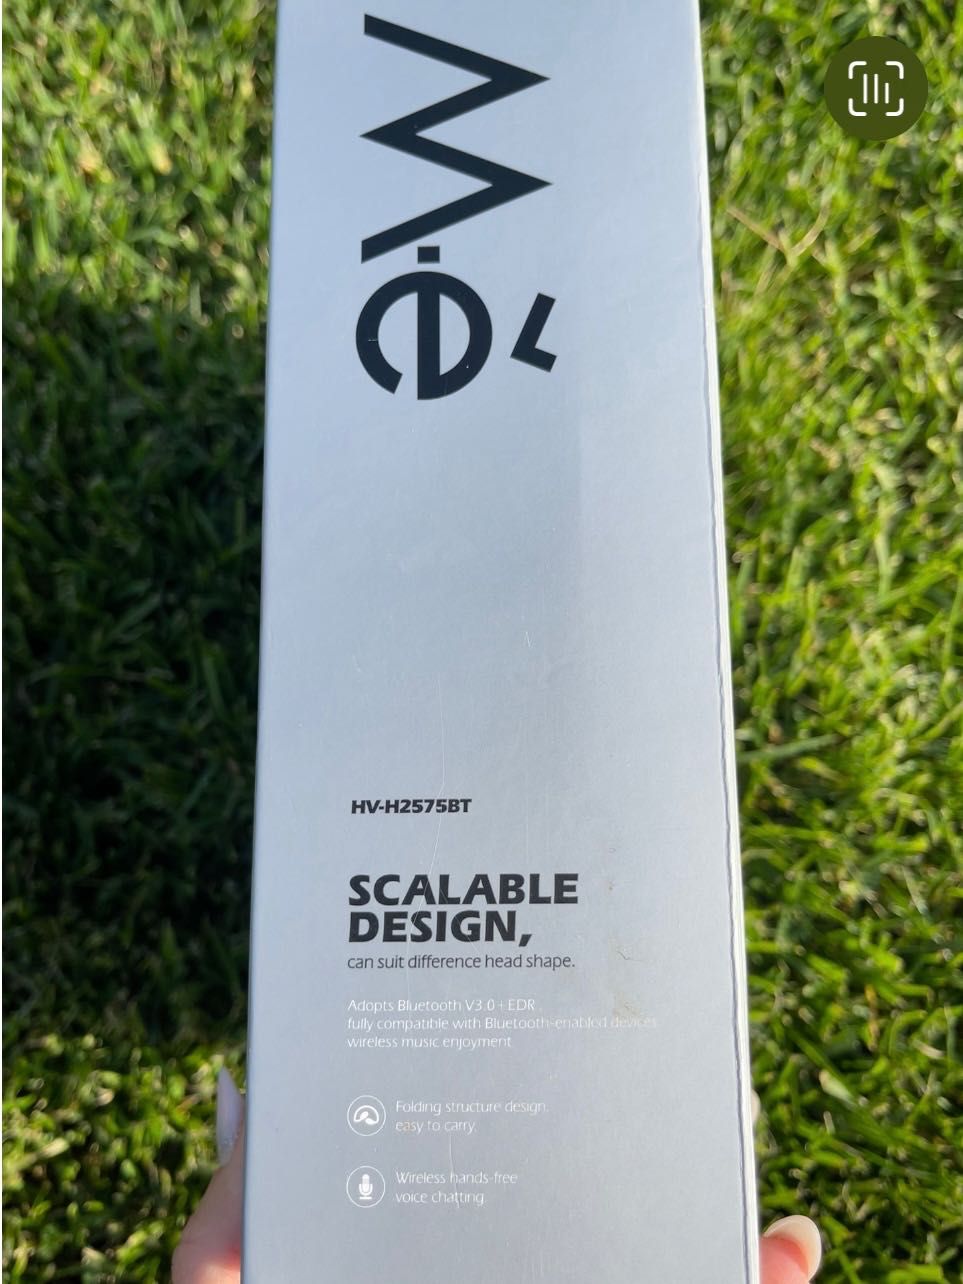 HV-H2575BT
SCALABLE
DESIGN,
can suit difference head shape.
Adopts Bluetooth V3.0+EDR
fully compatible with Bluetooth-enabled devices
wireless music enjoyment
Folding structure design.
easy to carry.
Wireless hands-free
voice chatting.